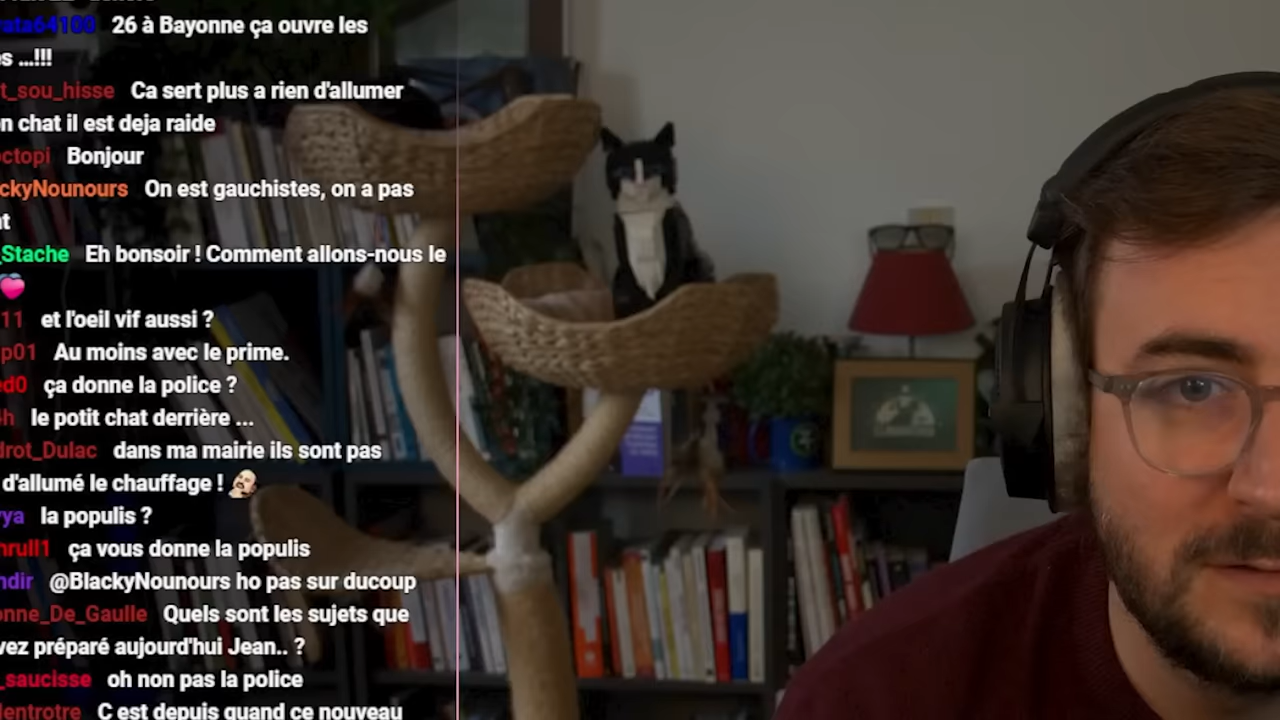 rata64100 26 à Bayonne ça ouvre les
s ...!!!
t_sou_hisse Ca sert plus a rien d'allumer
n chat il est deja raide
octopi Bonjour
ckyNounours On est gauchistes, on a pas
t
_Stache Eh bonsoir ! Comment allons-nous le
11 et l'oeil vif aussi ?
p01 Au moins avec le prime.
ed0 ça donne la police ?
h le potit chat derrière ...
drot_Dulac dans ma mairie ils sont pas
d'allumé le chauffage !
ya la populis ?
nrull1 ça vous donne la populis
ndir @BlackyNounours ho pas sur ducoup
onne_De_Gaulle Quels sont les sujets que
vez préparé aujourd'hui Jean.. ?
_saucisse oh non pas la police
lentrotre C est depuis quand ce nouveau